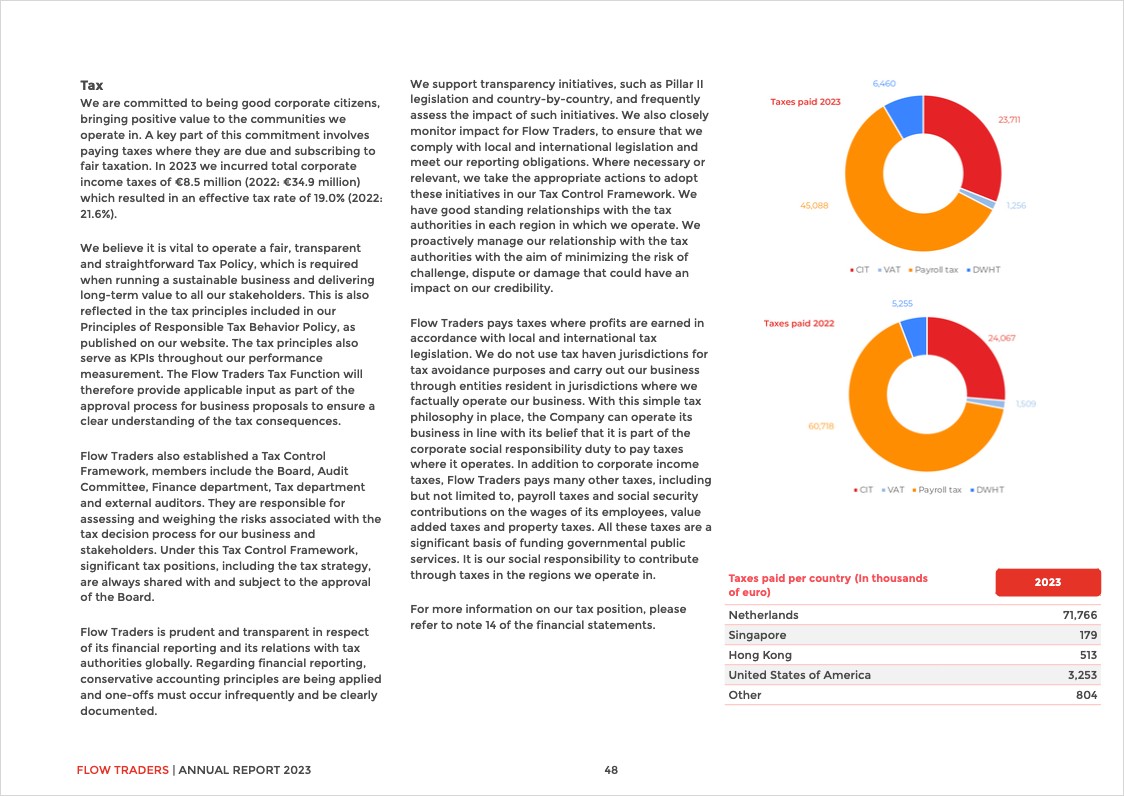 Tax
We are committed to being good corporate citizens,
bringing positive value to the communities we
operate in. A key part of this commitment involves
paying taxes where they are due and subscribing to
fair taxation. In 2023 we incurred total corporate
income taxes of €8.5 million (2022: €34.9 million)
which resulted in an effective tax rate of 19.0% (2022:
21.6%).
We believe it is vital to operate a fair, transparent
and straightforward Tax Policy, which is required
when running a sustainable business and delivering
long-term value to all our stakeholders. This is also
reflected in the tax principles included in our
Principles of Responsible Tax Behavior Policy, as
published on our website. The tax principles also
serve as KPIs throughout our performance
measurement. The Flow Traders Tax Function will
therefore provide applicable input as part of the
approval process for business proposals to ensure a
clear understanding of the tax consequences.
Flow Traders also established a Tax Control
Framework, members include the Board, Audit
Committee, Finance department, Tax department
and external auditors. They are responsible for
assessing and weighing the risks associated with the
tax decision process for our business and
stakeholders. Under this Tax Control Framework,
significant tax positions, including the tax strategy,
are always shared with and subject to the approval
of the Board.
Flow Traders is prudent and transparent in respect
of its financial reporting and its relations with tax
authorities globally. Regarding financial reporting,
conservative accounting principles are being applied
and one-offs must occur infrequently and be clearly
documented.
We support transparency initiatives, such as Pillar II
legislation and country-by-country, and frequently
assess the impact of such initiatives. We also closely
monitor impact for Flow Traders, to ensure that we
comply with local and international legislation and
meet our reporting obligations. Where necessary or
relevant, we take the appropriate actions to adopt
these initiatives in our Tax Control Framework. We
have good standing relationships with the tax
authorities in each region in which we operate. We
proactively manage our relationship with the tax
authorities with the aim of minimizing the risk of
challenge, dispute or damage that could have an
impact on our credibility.
Flow Traders pays taxes where profits are earned in
accordance with local and international tax
legislation. We do not use tax haven jurisdictions for
tax avoidance purposes and carry out our business
through entities resident in jurisdictions where we
factually operate our business. With this simple tax
philosophy in place, the Company can operate its
business in line with its belief that it is part of the
corporate social responsibility duty to pay taxes
where it operates. In addition to corporate income
taxes, Flow Traders pays many other taxes, including
but not limited to, payroll taxes and social security
contributions on the wages of its employees, value
added taxes and property taxes. All these taxes are a
significant basis of funding governmental public
services. It is our social responsibility to contribute
through taxes in the regions we operate in.
For more information on our tax position, please
refer to note 14 of the financial statements.
6,460
Taxes paid 2023
23,711
45,088
1,256
CIT VAT Payroll tax DWHT
5,255
Taxes paid 2022
24,067
1,509
60,718
CIT VAT Payroll tax DWHT
Taxes paid per country (In thousands
of euro)
2023
Netherlands 71,766
Singapore 179
Hong Kong 513
United States of America 3,253
Other 804
FLOW TRADERS | ANNUAL REPORT 2023
48